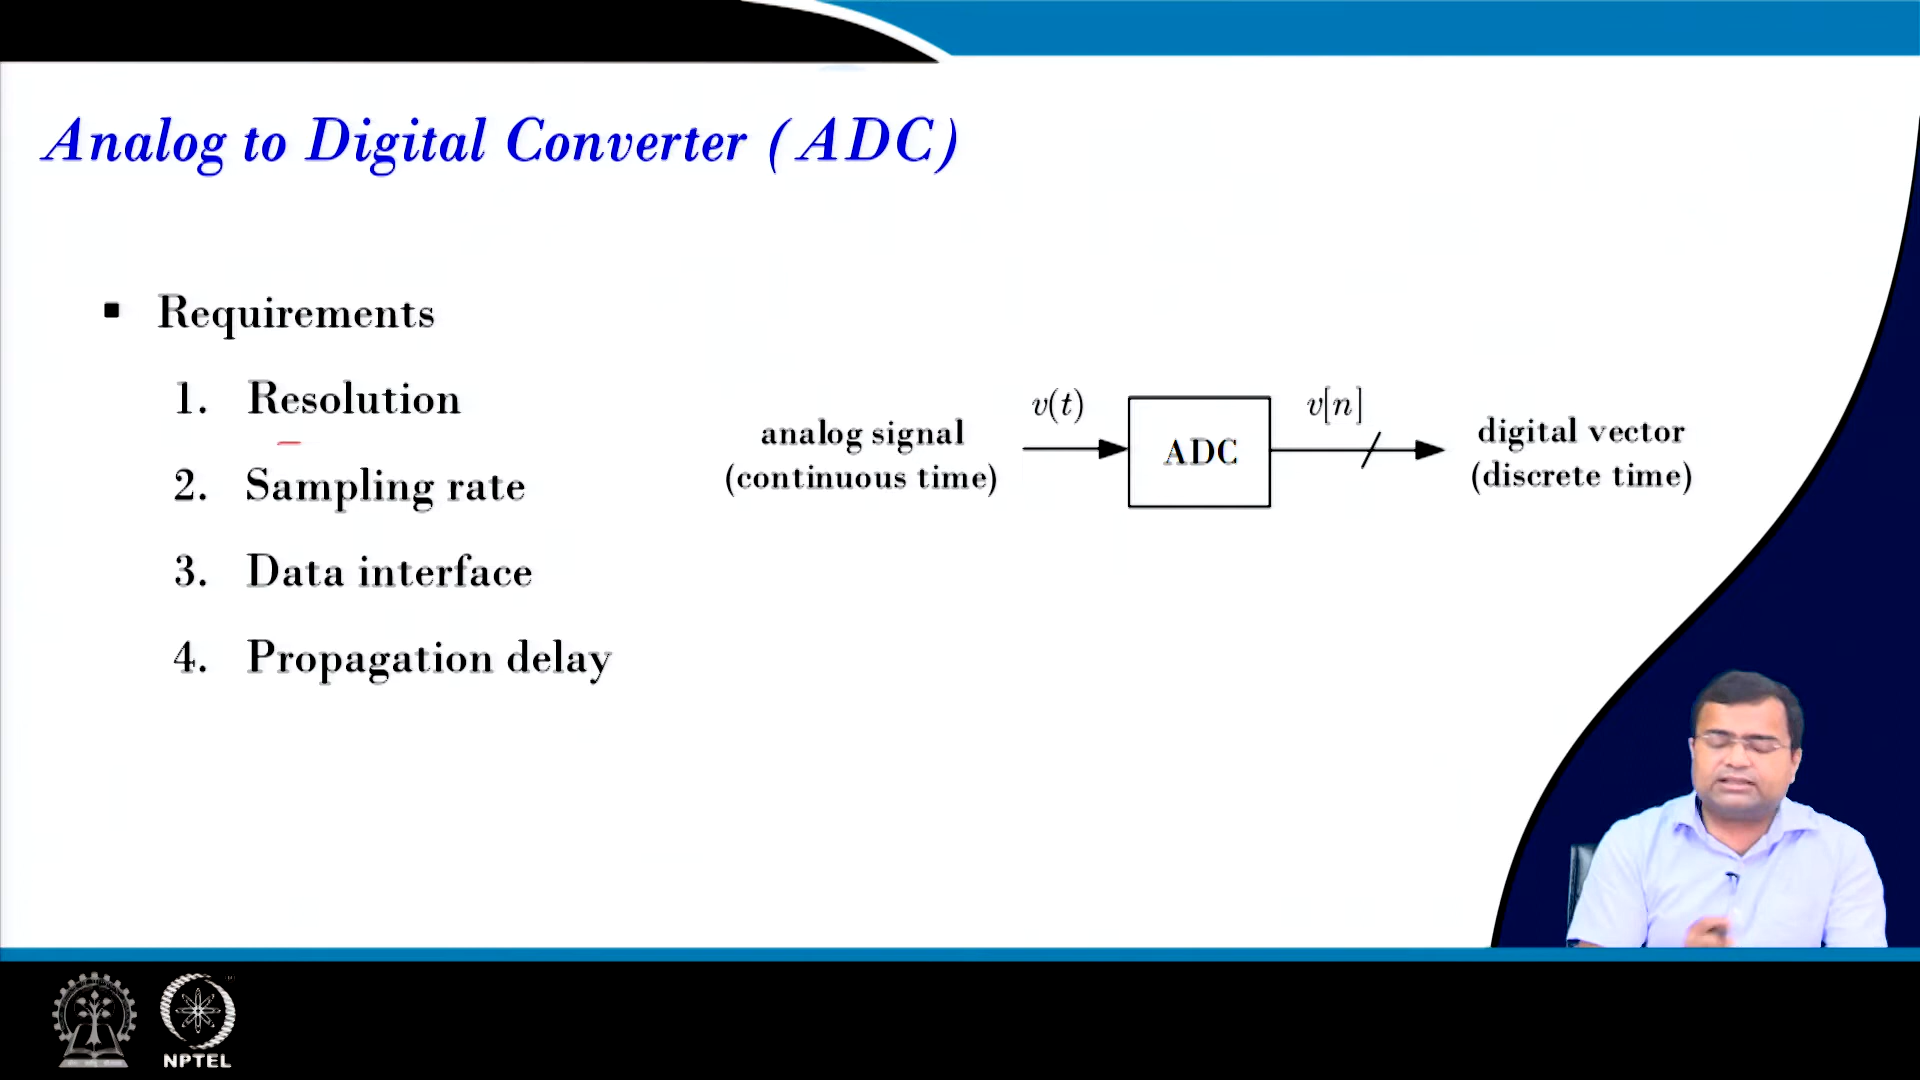 Analog to Digital Converter (ADC)
▪ Requirements
1. Resolution
2. Sampling rate
3. Data interface
4. Propagation delay
analog signal
(continuous time)
v(t)
ADC
v[n]
digital vector
(discrete time)
NPTEL